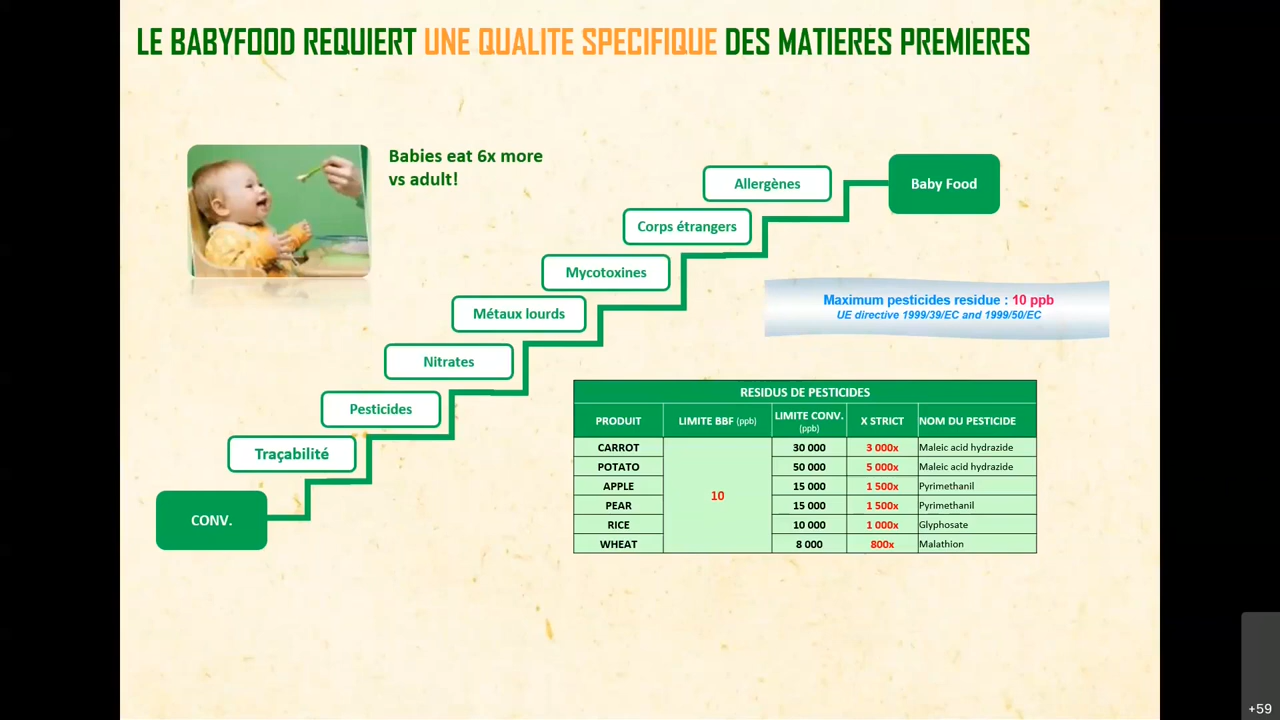 LE BABYFOOD REQUIERT UNE QUALITE SPECIFIQUE DES MATIERES PREMIERES
Babies eat 6x more
vs adult!
Allergènes
Baby Food
Corps étrangers
Mycotoxines
Métaux lourds
Nitrates
Pesticides
Traçabilité
CONV.
Maximum pesticides residue : 10 ppb
UE directive 1999/39/EC and 1999/50/EC
RESIDUS DE PESTICIDES
PRODUIT LIMITE BBF (ppb) LIMITE CONV. (ppb) X STRICT NOM DU PESTICIDE
CARROT 30 000 3 000x Maleic acid hydrazide
POTATO 50 000 5 000x Maleic acid hydrazide
APPLE 15 000 1 500x Pyrimethanil
10
PEAR 15 000 1 500x Pyrimethanil
RICE 10 000 1 000x Glyphosate
WHEAT 8 000 800x Malathion
+59